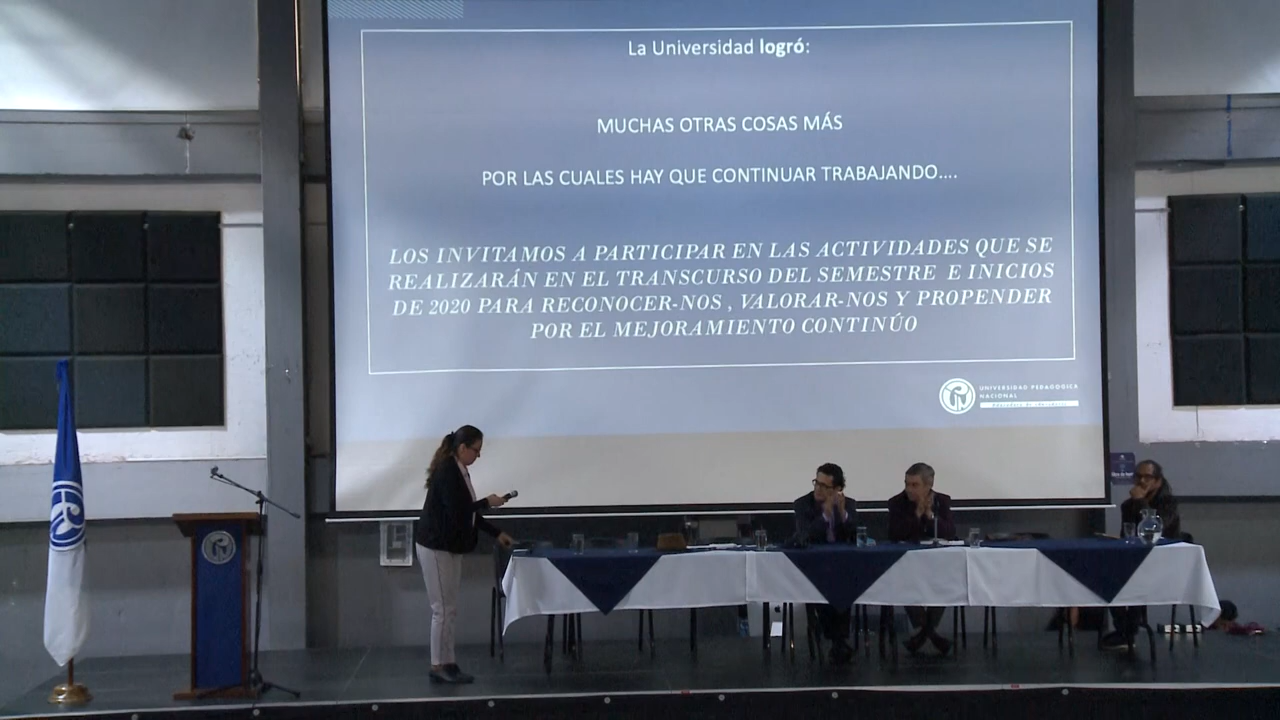 La Universidad logró:
MUCHAS OTRAS COSAS MÁS
POR LAS CUALES HAY QUE CONTINUAR TRABAJANDO....
LOS INVITAMOS A PARTICIPAR EN LAS ACTIVIDADES QUE SE
REALIZARÁN EN EL TRANSCURSO DEL SEMESTRE E INICIOS
DE 2020 PARA RECONOCER-NOS , VALORAR-NOS Y PROPENDER
POR EL MEJORAMIENTO CONTINÚO
UNIVERSIDAD PEDAGOGICA
NACIONAL